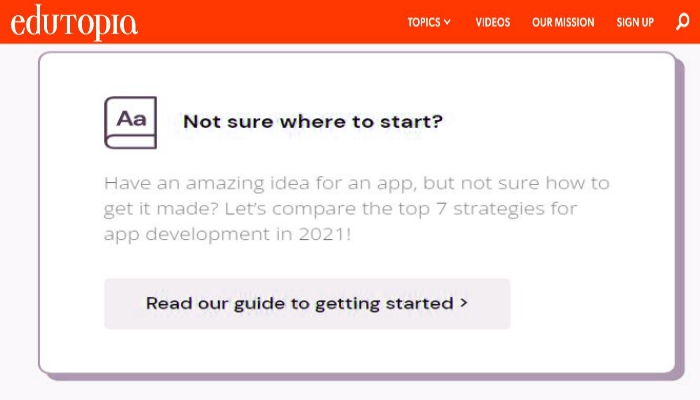 edutopia
TOPICS VIDEOS OUR MISSION SIGN UP
Aa
Not sure where to start?
Have an amazing idea for an app, but not sure how to
get it made? Let's compare the top 7 strategies for
app development in 2021!
Read our guide to getting started >